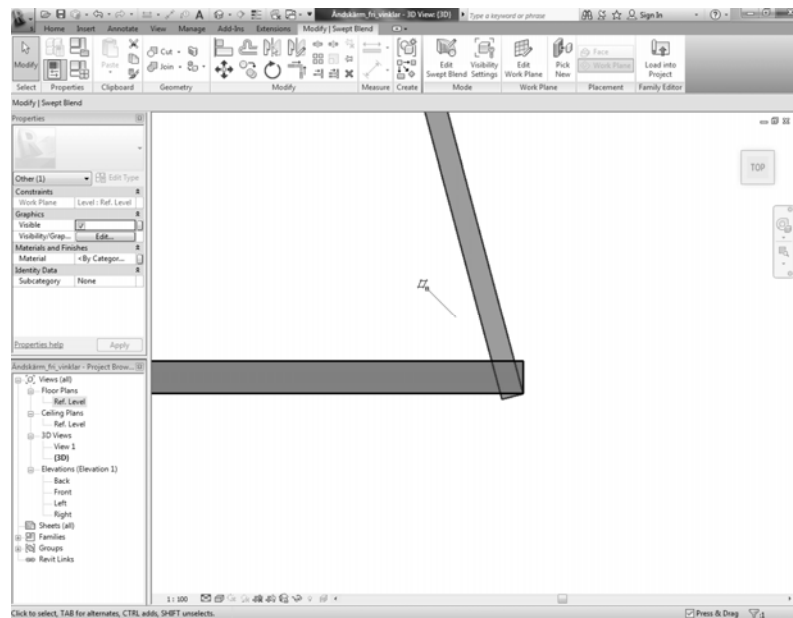 Ändskärm_fri_vinklar - 3D View: {3D}
Type a keyword or phrase
Sign In
Home Insert Annotate View Manage Add-Ins Extensions Modify | Swept Blend
Modify
Paste
Cut
Join
Edit Swept Blend
Visibility Settings
Edit Work Plane
Pick New
Face
Work Plane
Load into Project
Select Properties Clipboard Geometry Modify Measure Create Mode Work Plane Placement Family Editor
Modify | Swept Blend
Properties
Other (1) Edit Type
Constraints
Work Plane Level : Ref. Level
Graphics
Visible
Visibility/Grap... Edit...
Materials and Finishes
Material <By Categor...
Identity Data
Subcategory None
Properties help Apply
TOP
Ändskärm_fri_vinklar - Project Brow...
Views (all)
Floor Plans
Ref. Level
Ceiling Plans
Ref. Level
3D Views
View 1
{3D}
Elevations (Elevation 1)
Back
Front
Left
Right
Sheets (all)
Families
Groups
Revit Links
1 : 100
Click to select, TAB for alternates, CTRL adds, SHIFT unselects.
Press & Drag